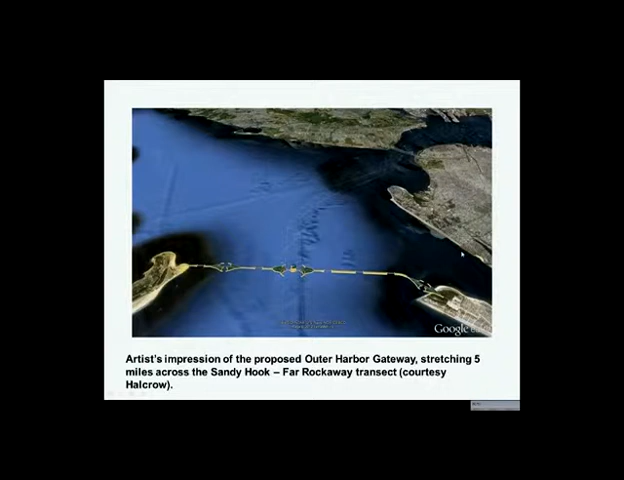 Google
Artist's impression of the proposed Outer Harbor Gateway, stretching 5
miles across the Sandy Hook – Far Rockaway transect (courtesy
Halcrow).